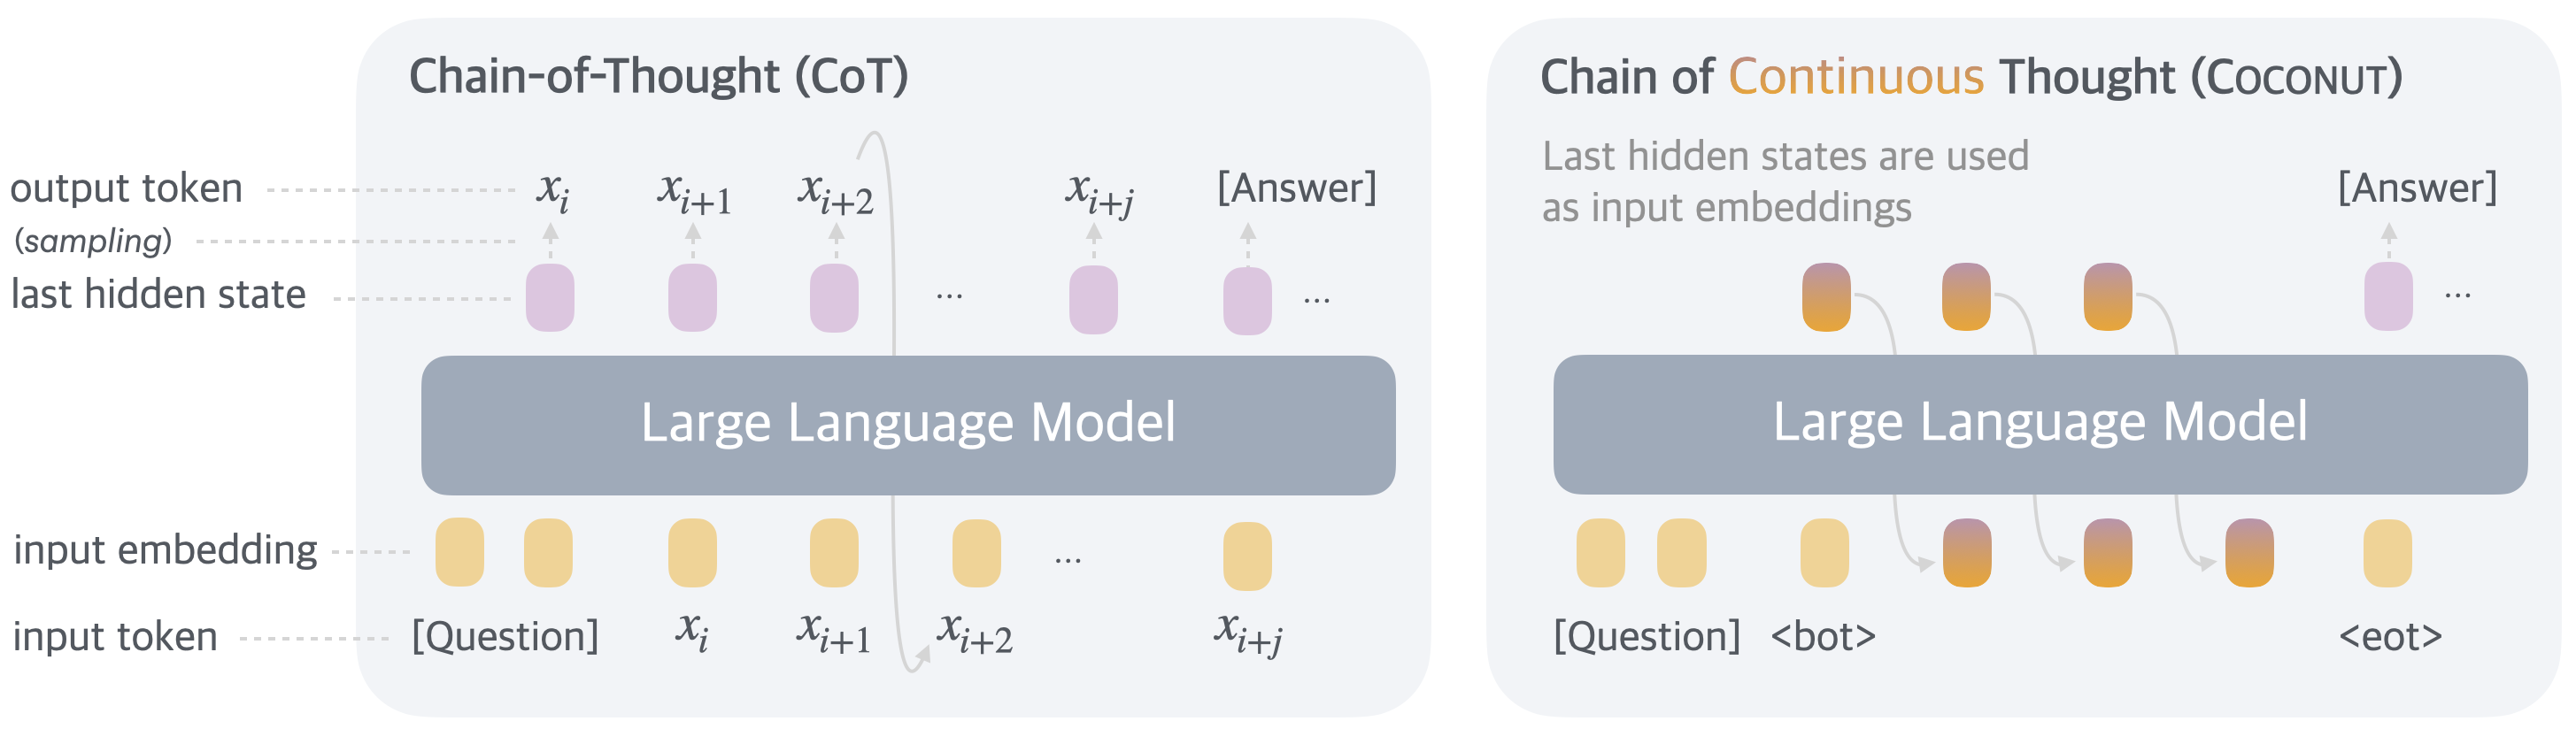 Chain-of-Thought (CoT)
output token
(sampling)
last hidden state
input embedding
input token
x_i x_{i+1} x_{i+2} x_{i+j} [Answer]
... ...
Large Language Model
...
[Question] x_i x_{i+1} x_{i+2} x_{i+j}
Chain of Continuous Thought (COCONUT)
Last hidden states are used
as input embeddings
[Answer]
...
Large Language Model
[Question] <bot> <eot>